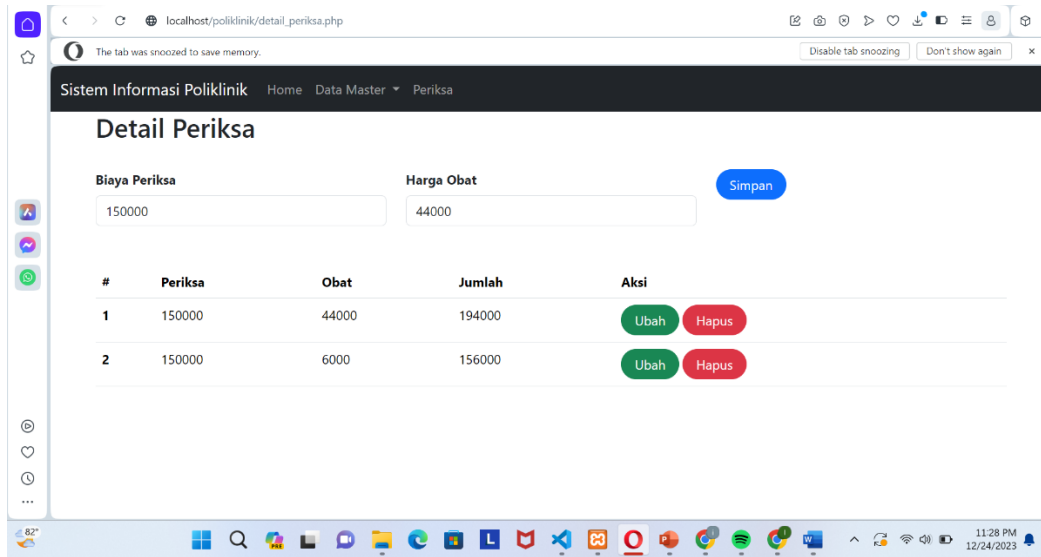 localhost/poliklinik/detail_periksa.php
The tab was snoozed to save memory.
Disable tab snoozing
Don't show again
Sistem Informasi Poliklinik Home Data Master Periksa
Detail Periksa
Biaya Periksa Harga Obat
Simpan
150000 44000
# Periksa Obat Jumlah Aksi
1 150000 44000 194000 Ubah Hapus
2 150000 6000 156000 Ubah Hapus
82°
11:28 PM
12/24/2023